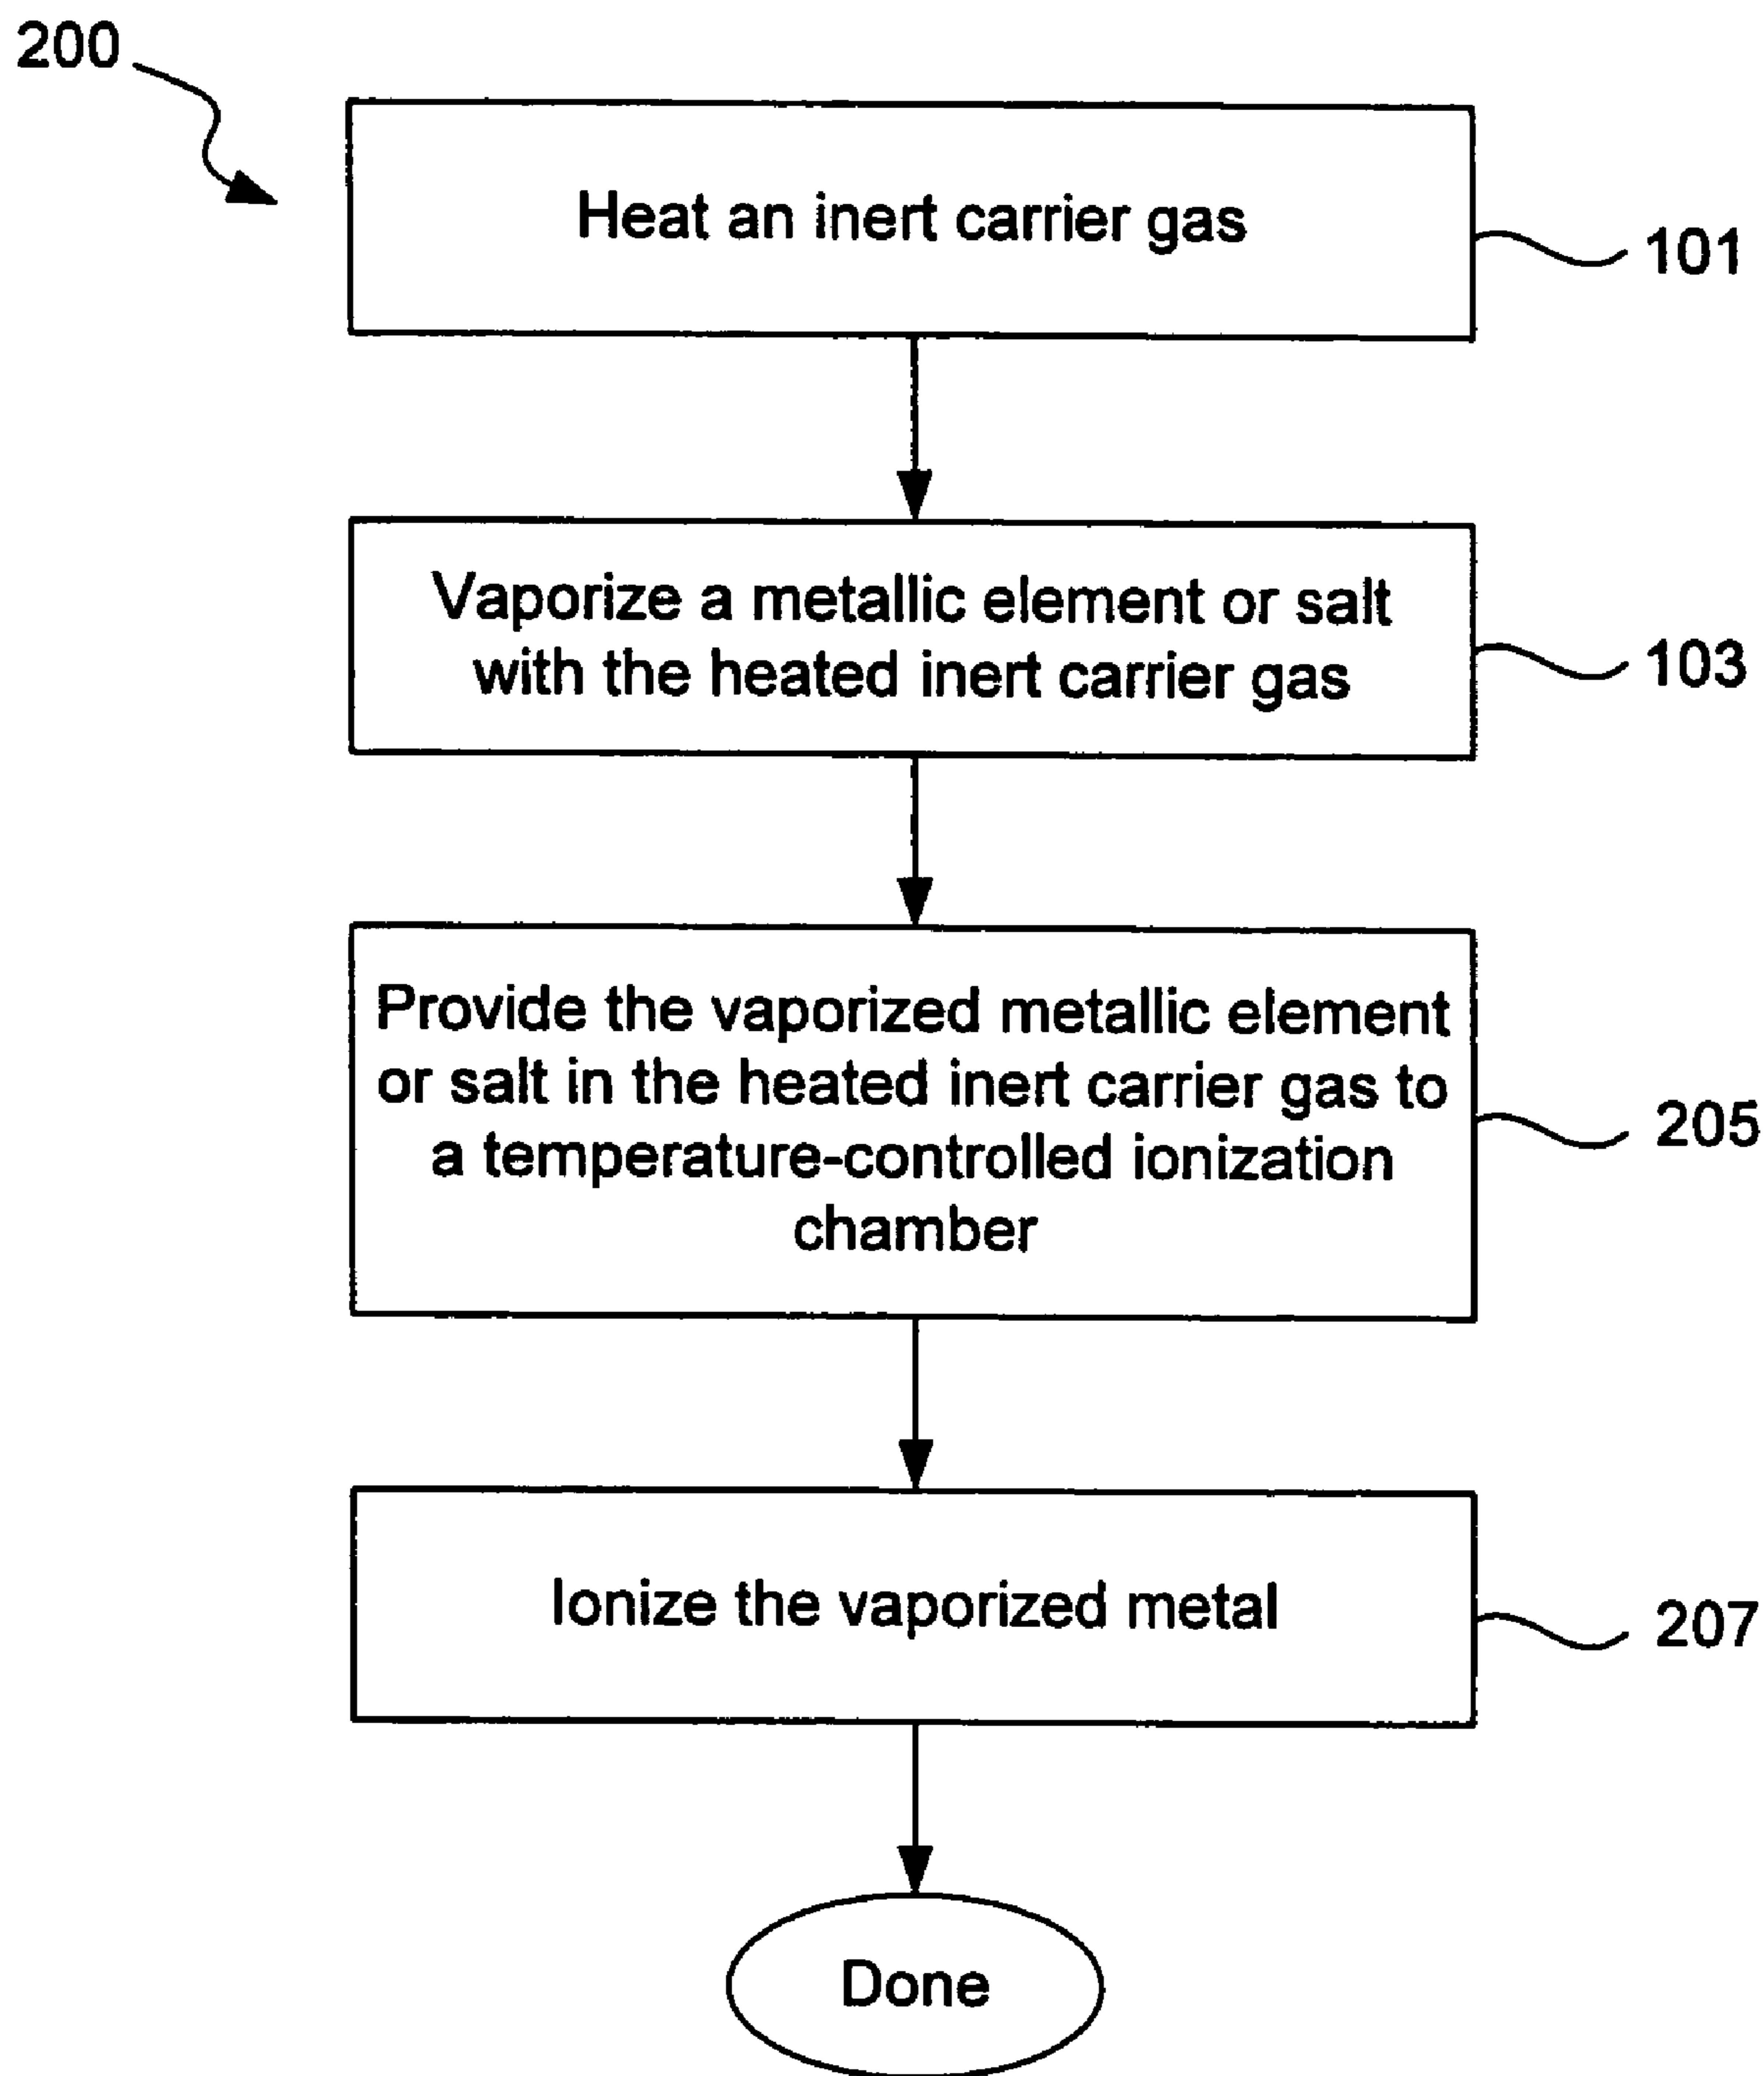 200
Heat an inert carrier gas
101
Vaporize a metallic element or salt
with the heated inert carrier gas
103
Provide the vaporized metallic element
or salt in the heated inert carrier gas to
a temperature-controlled ionization
chamber
205
Ionize the vaporized metal
207
Done